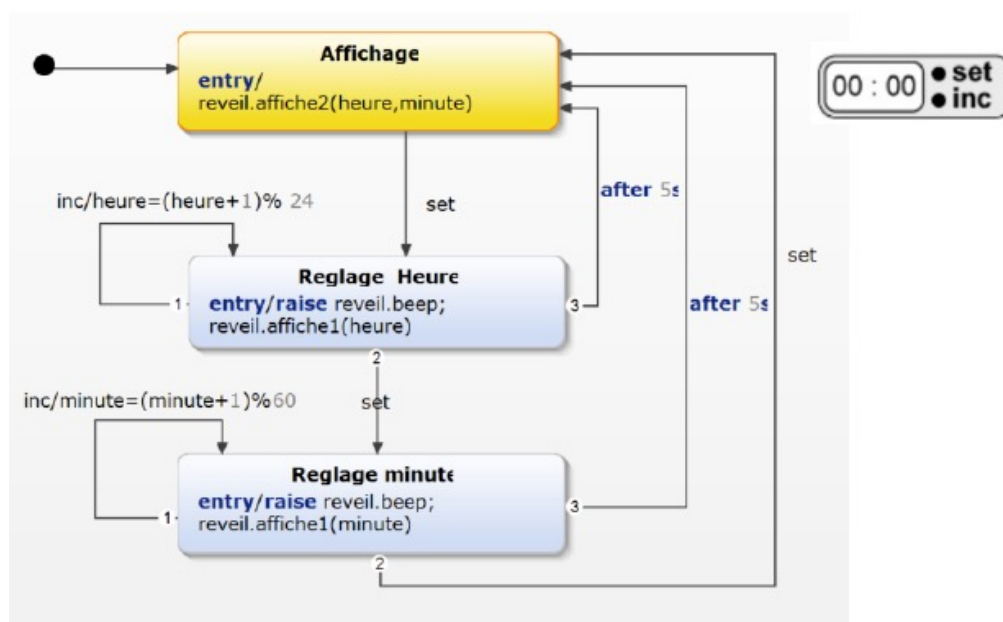 Affichage
entry/
reveil.affiche2(heure,minute)
00 : 00
set
inc
inc/heure=(heure+1)% 24
set
after 5s
set
Reglage Heure
entry/raise reveil.beep;
reveil.affiche1(heure)
1
3
2
after 5s
inc/minute=(minute+1)%60
set
Reglage minute
entry/raise reveil.beep;
reveil.affiche1(minute)
1
3
2